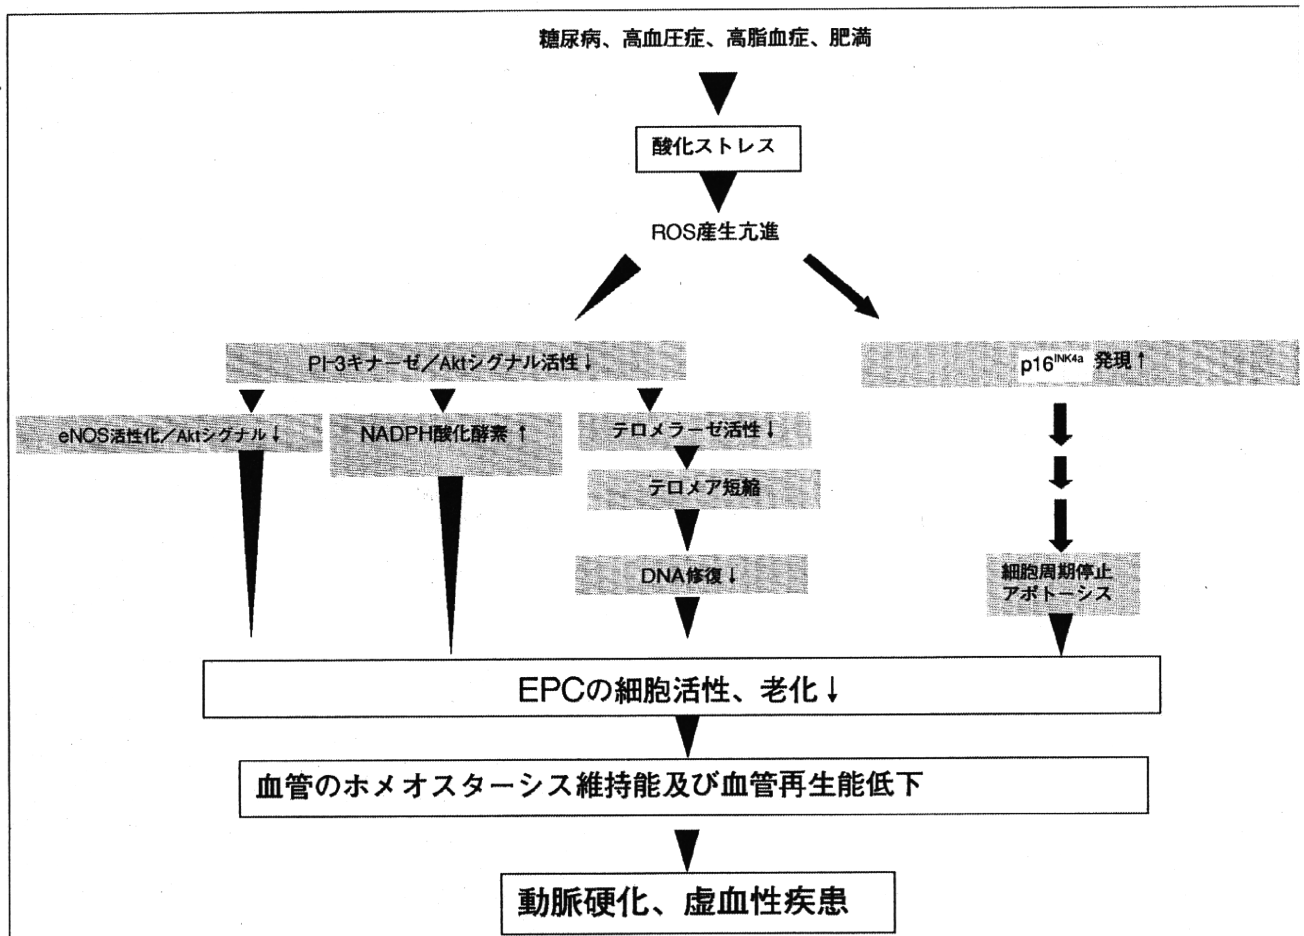 糖尿病、高血圧症、高脂血症、肥満
酸化ストレス
ROS産生亢進
PI-3キナーゼ/Aktシグナル活性↓
p16INK4a 発現↑
eNOS活性化/Aktシグナル↓
NADPH酸化酵素↑
テロメラーゼ活性↓
テロメア短縮
DNA修復↓
細胞周期停止
アポトーシス
EPCの細胞活性、老化↓
血管のホメオスターシス維持能及び血管再生能低下
動脈硬化、虚血性疾患